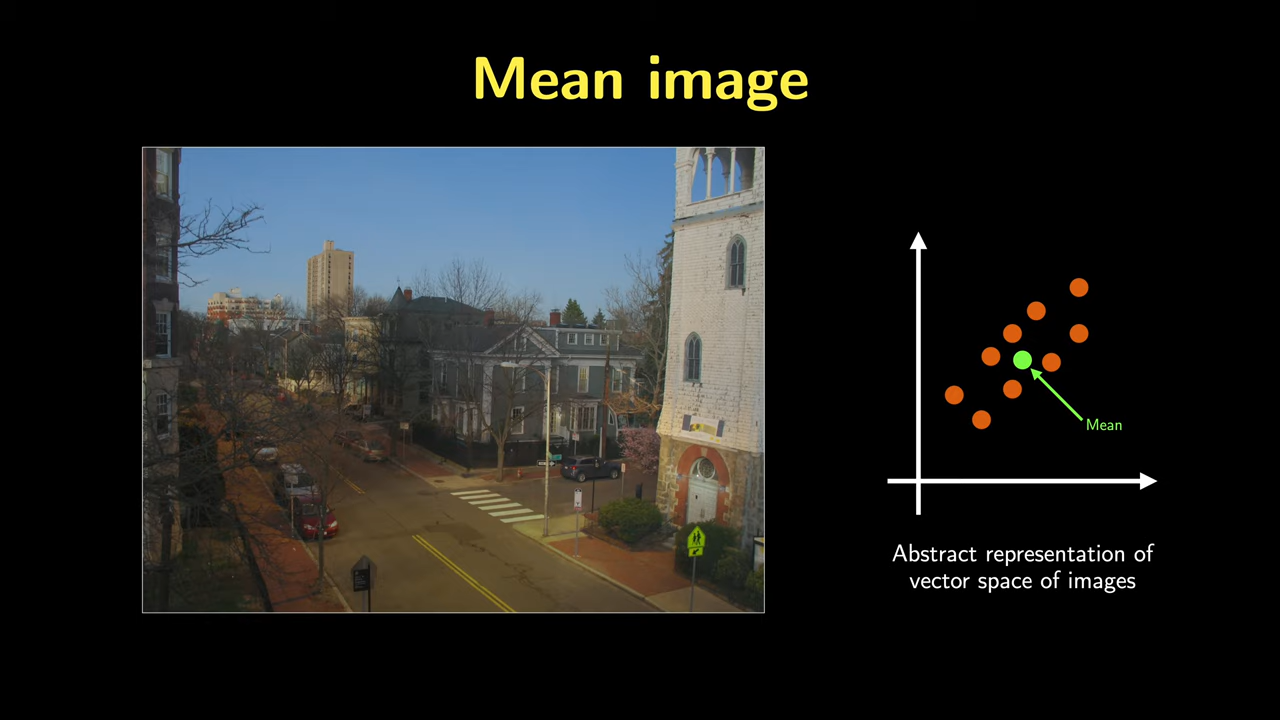 Mean image
Mean
Abstract representation of
vector space of images